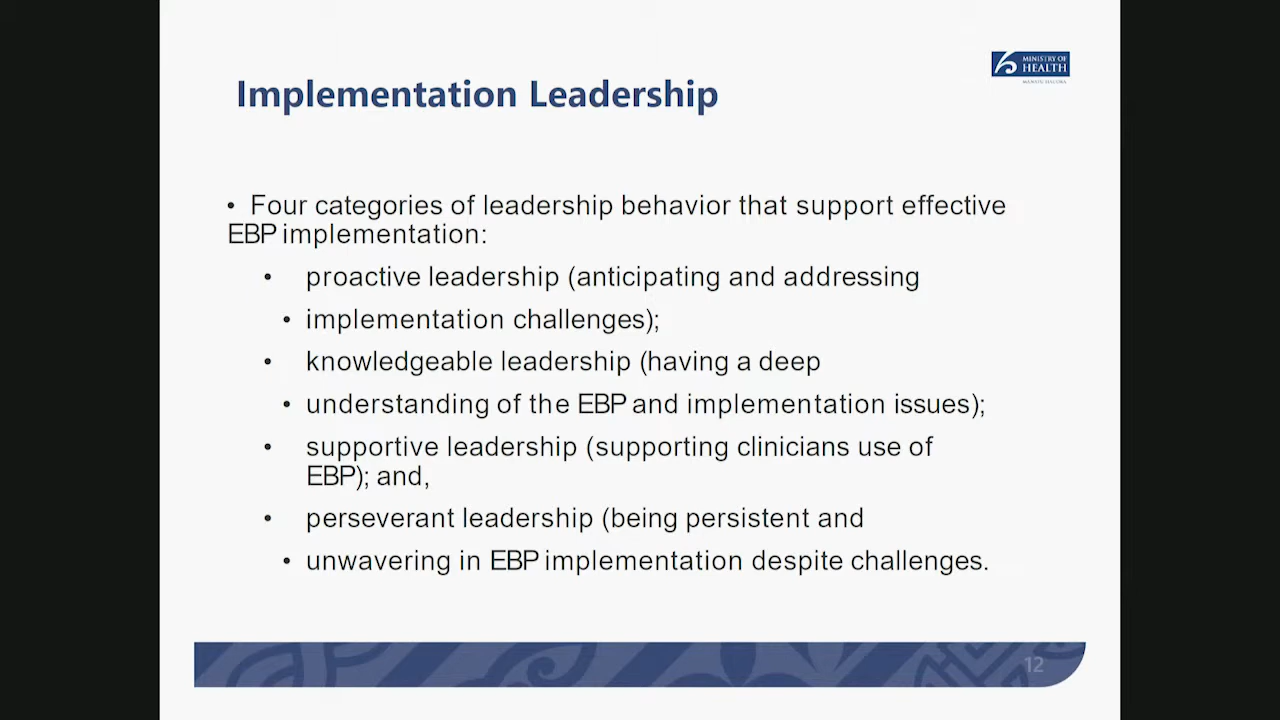 MINISTRY OF
HEALTH
MANATŪ HAUORA
Implementation Leadership
• Four categories of leadership behavior that support effective
EBP implementation:
• proactive leadership (anticipating and addressing
• implementation challenges);
• knowledgeable leadership (having a deep
• understanding of the EBP and implementation issues);
• supportive leadership (supporting clinicians use of
EBP); and,
• perseverant leadership (being persistent and
• unwavering in EBP implementation despite challenges.
12